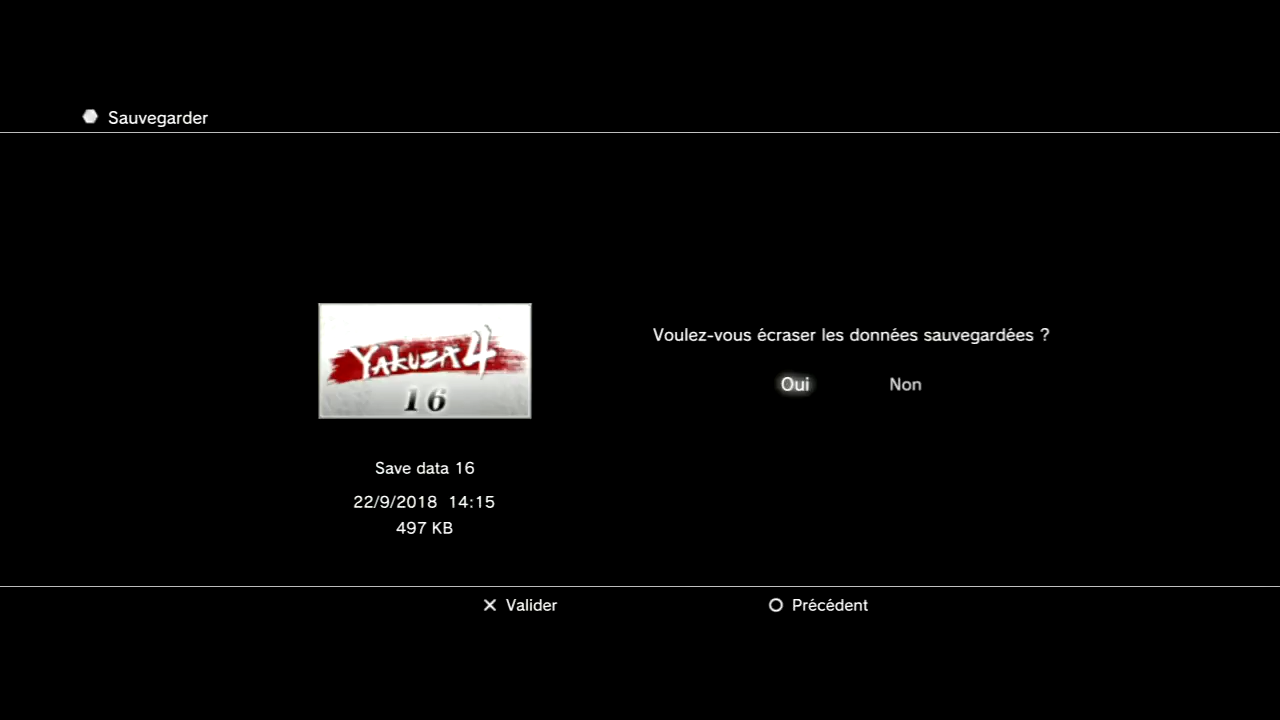 Sauvegarder
YAKUZA 4
16
Voulez-vous écraser les données sauvegardées ?
Oui Non
Save data 16
22/9/2018 14:15
497 KB
Valider Précédent